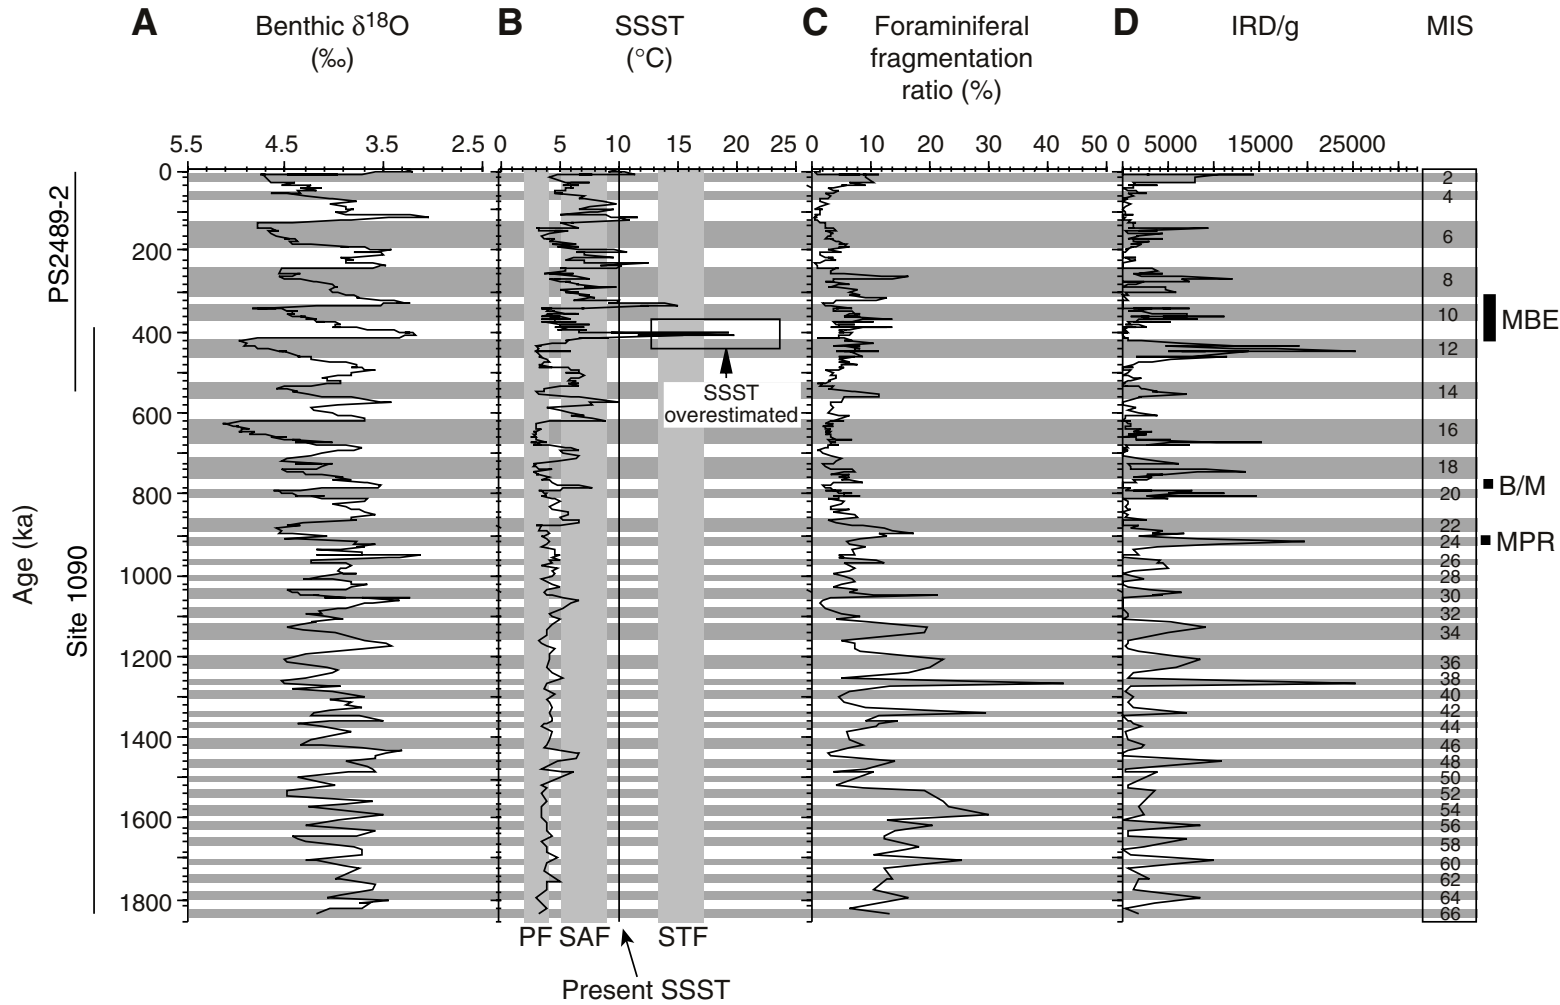 A
Benthic δ18O
(‰)
B
SSST
(°C)
C
Foraminiferal
fragmentation
ratio (%)
D
IRD/g
MIS
5.5 4.5 3.5 2.5
0 5 10 15 20 25
0 10 20 30 40 50
0 5000 15000 25000
Age (ka)
PS2489-2
Site 1090
0
200
400
600
800
1000
1200
1400
1600
1800
SSST
overestimated
PF SAF STF
Present SSST
2
4
6
8
10
12
14
16
18
20
22
24
26
28
30
32
34
36
38
40
42
44
46
48
50
52
54
56
58
60
62
64
66
MBE
B/M
MPR